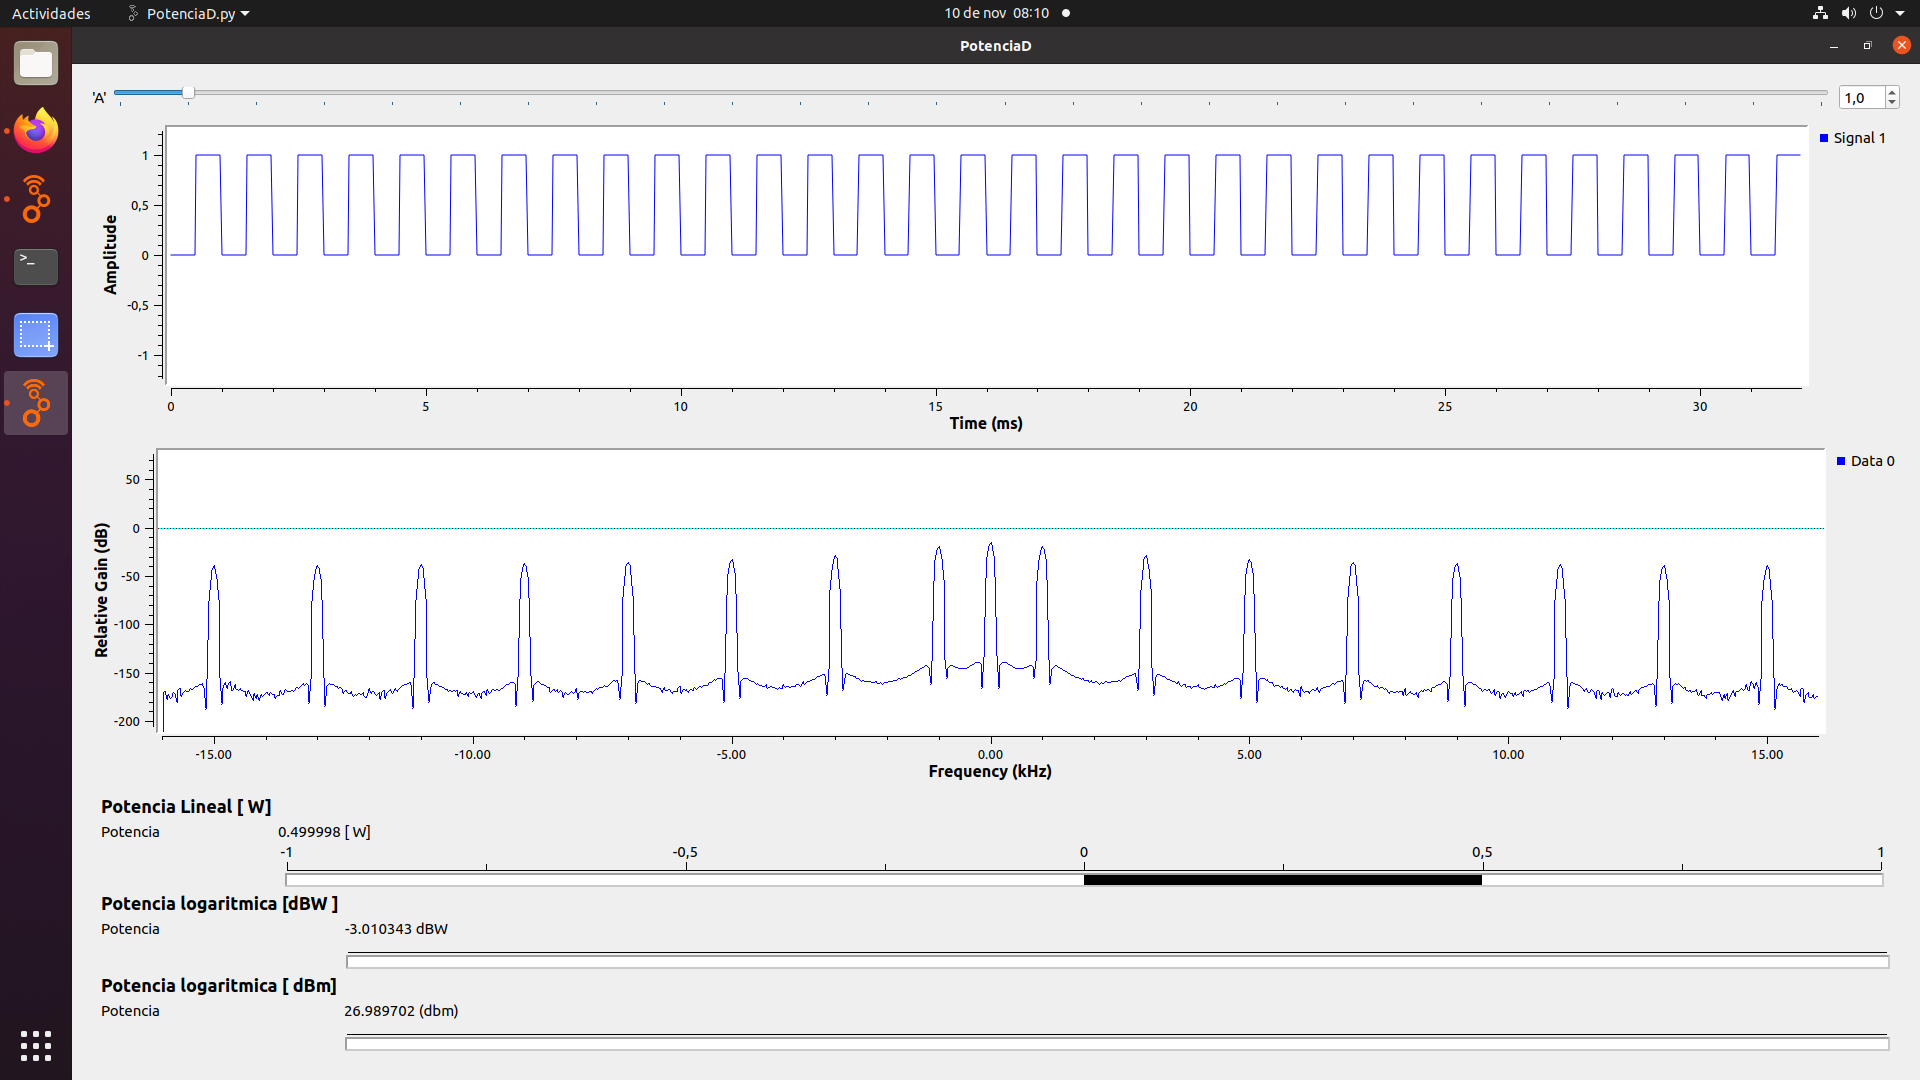 Actividades PotenciaD.py 10 de nov 08:10
PotenciaD
'A' 1,0
Signal 1
1
0,5
0
-0,5
-1
Amplitude
0 5 10 15 20 25 30
Time (ms)
Data 0
50
0
-50
-100
-150
-200
Relative Gain (dB)
-15.00 -10.00 -5.00 0.00 5.00 10.00 15.00
Frequency (kHz)
Potencia Lineal [ W]
Potencia 0.499998 [ W]
-1 -0,5 0 0,5 1
Potencia logaritmica [dBW ]
Potencia -3.010343 dBW
Potencia logaritmica [ dBm]
Potencia 26.989702 (dbm)